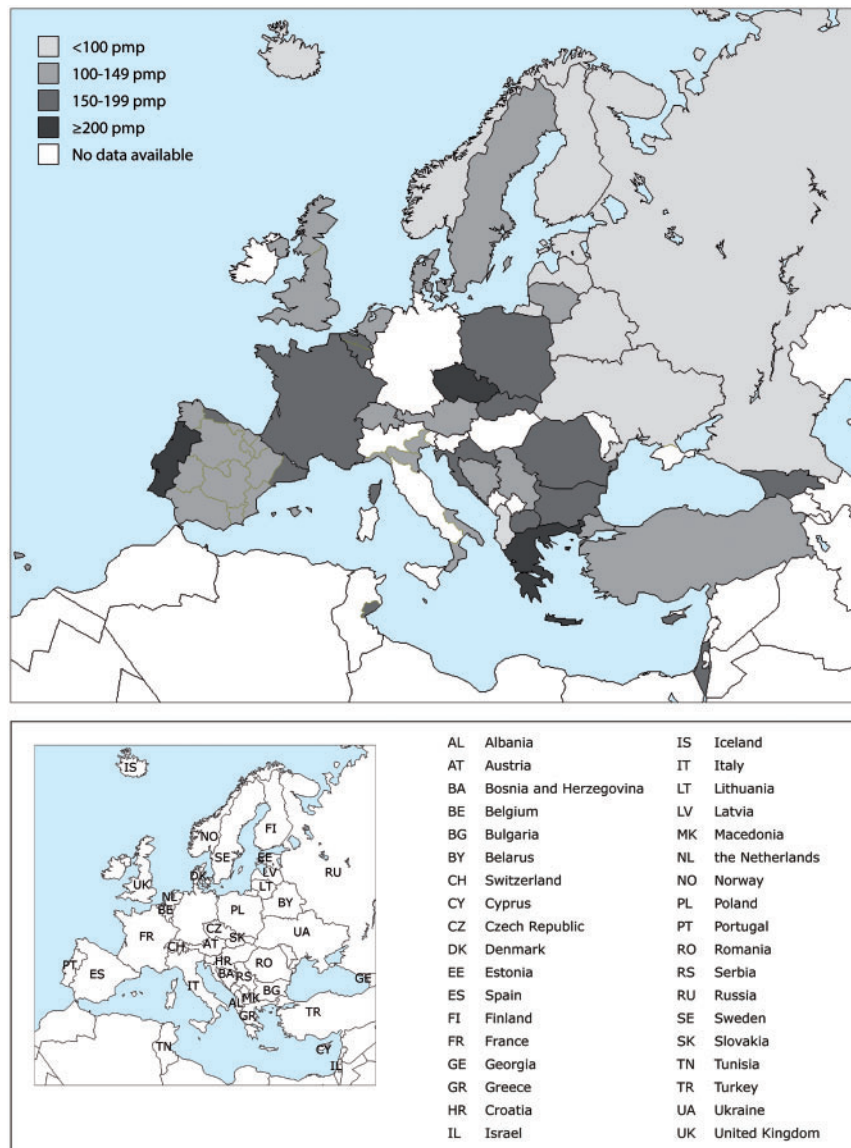 <100 pmp
100-149 pmp
150-199 pmp
≥200 pmp
No data available
IS
NO
FI
SE
EE
LV
RU
DK
LT
UK
NL
BE
PL
BY
CZ
UA
FR
SK
CH
AT
HR
RO
BA
RS
PT
ES
IT
BG
GE
AL
MK
GR
TR
TN
CY
IL
AL Albania
AT Austria
BA Bosnia and Herzegovina
BE Belgium
BG Bulgaria
BY Belarus
CH Switzerland
CY Cyprus
CZ Czech Republic
DK Denmark
EE Estonia
ES Spain
FI Finland
FR France
GE Georgia
GR Greece
HR Croatia
IL Israel
IS Iceland
IT Italy
LT Lithuania
LV Latvia
MK Macedonia
NL the Netherlands
NO Norway
PL Poland
PT Portugal
RO Romania
RS Serbia
RU Russia
SE Sweden
SK Slovakia
TN Tunisia
TR Turkey
UA Ukraine
UK United Kingdom